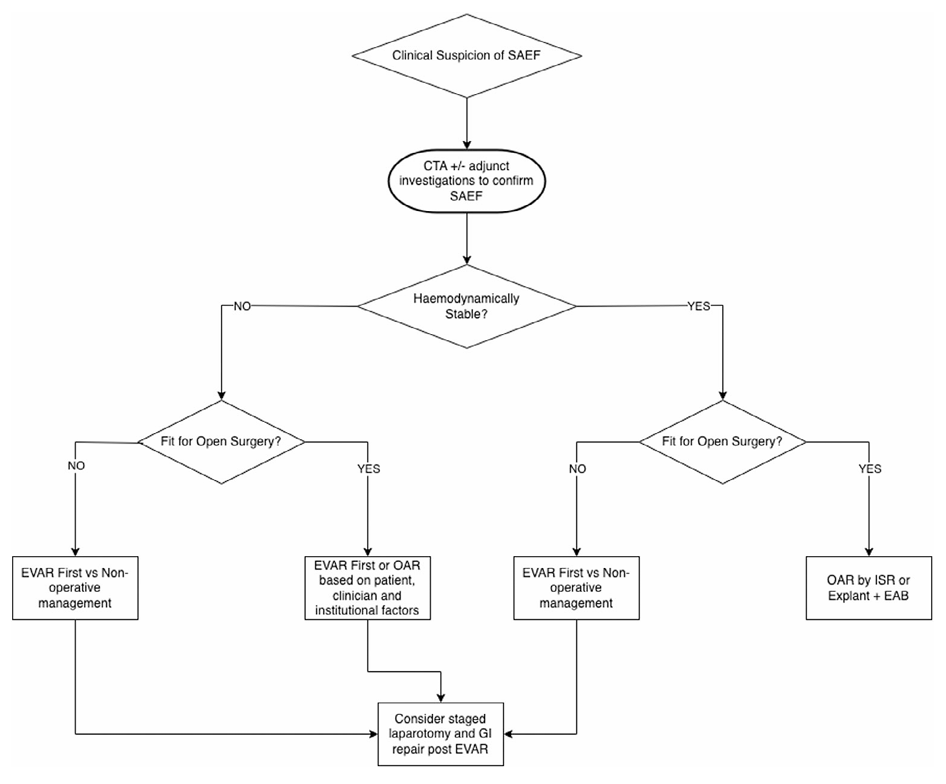 Clinical Suspicion of SAEF
CTA +/- adjunct
investigations to confirm
SAEF
Haemodynamically
Stable?
NO
YES
Fit for Open Surgery?
NO
YES
Fit for Open Surgery?
NO
YES
EVAR First vs Non-
operative
management
EVAR First or OAR
based on patient,
clinician and
institutional factors
EVAR First vs Non-
operative
management
OAR by ISR or
Explant + EAB
Consider staged
laparotomy and GI
repair post EVAR